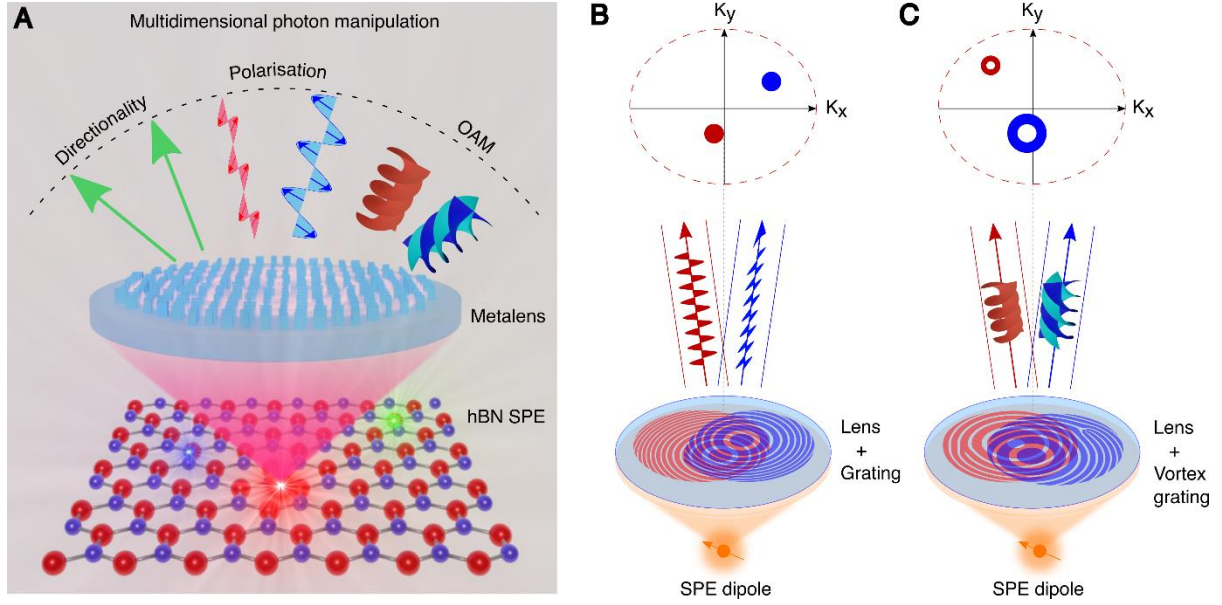 A
Multidimensional photon manipulation
Directionality
Polarisation
OAM
Metalens
hBN SPE
B
Ky
Kx
Lens
+
Grating
SPE dipole
C
Ky
Kx
Lens
+
Vortex
grating
SPE dipole